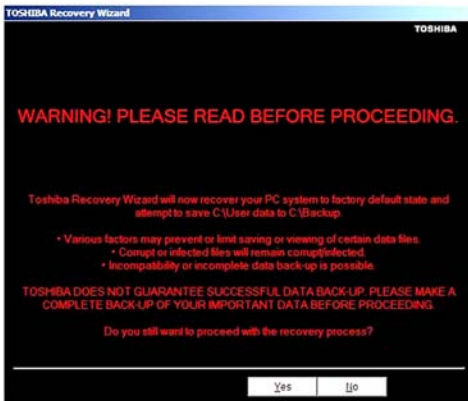 TOSHIBA Recovery Wizard
TOSHIBA
WARNING! PLEASE READ BEFORE PROCEEDING.
Toshiba Recovery Wizard will now recover your PC system to factory default state and
attempt to save C:\User data to C:\Backup.
• Various factors may prevent or limit saving or viewing of certain data files.
• Corrupt or infected files will remain corrupt/infected.
• Incompatibility or incomplete data back-up is possible.
TOSHIBA DOES NOT GUARANTEE SUCCESSFUL DATA BACK-UP. PLEASE MAKE A
COMPLETE BACK-UP OF YOUR IMPORTANT DATA BEFORE PROCEEDING.
Do you still want to proceed with the recovery process?
Yes No